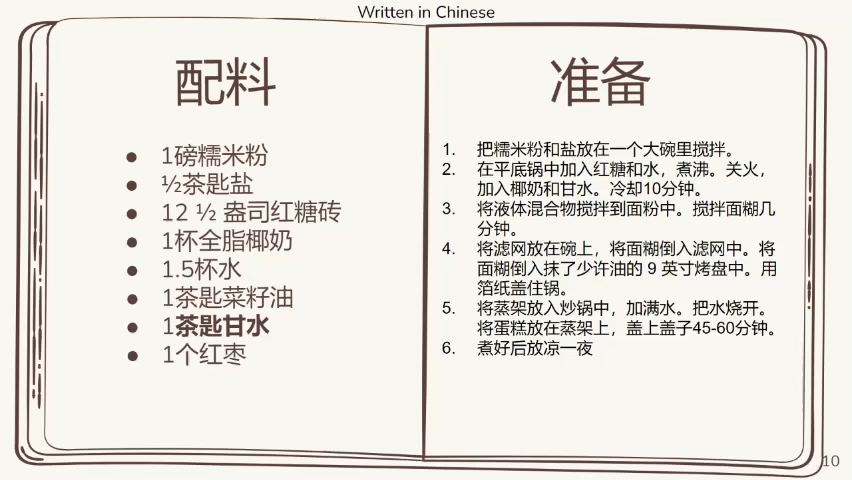 Written in Chinese
配料
● 1磅糯米粉
● ½茶匙盐
● 12 ½ 盎司红糖砖
● 1杯全脂椰奶
● 1.5杯水
● 1茶匙菜籽油
● 1茶匙甘水
● 1个红枣
准备
1. 把糯米粉和盐放在一个大碗里搅拌。
2. 在平底锅中加入红糖和水，煮沸。关火，
加入椰奶和甘水。冷却10分钟。
3. 将液体混合物搅拌到面粉中。搅拌面糊几
分钟。
4. 将滤网放在碗上，将面糊倒入滤网中。将
面糊倒入抹了少许油的 9 英寸烤盘中。用
箔纸盖住锅。
5. 将蒸架放入炒锅中，加满水。把水烧开。
将蛋糕放在蒸架上，盖上盖子45-60分钟。
6. 煮好后放凉一夜
10